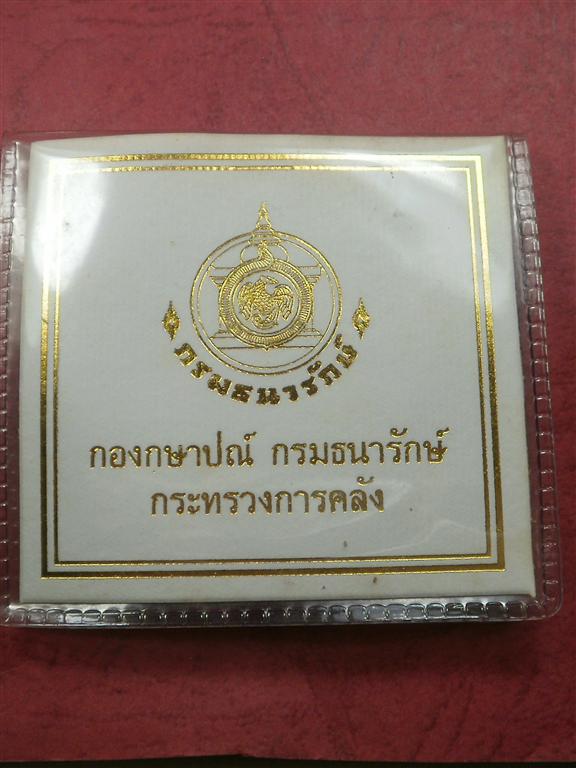 กรมธนารักษ์
กองกษาปณ์ กรมธนารักษ์
กระทรวงการคลัง